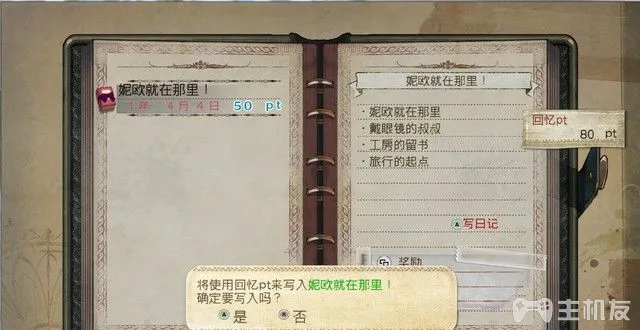 妮欧就在那里！
1年 4月4日 50 pt
妮欧就在那里！
· 妮欧就在那里
· 戴眼镜的叔叔
· 工房的留书
· 旅行的起点
回忆pt
80 pt
写日记
奖励
将使用回忆pt来写入妮欧就在那里！
确定要写入吗？
是 否
主机友